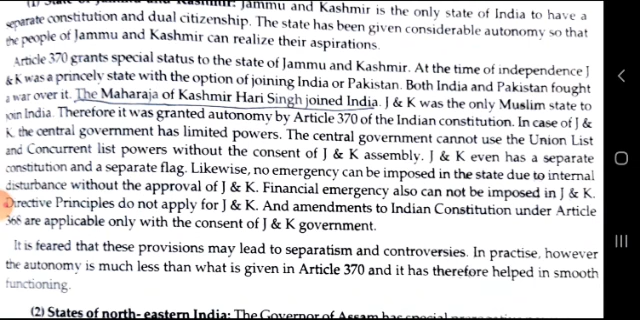 Jammu and Kashmir is the only state of India to have a
separate constitution and dual citizenship. The state has been given considerable autonomy so that
the people of Jammu and Kashmir can realize their aspirations.
Article 370 grants special status to the state of Jammu and Kashmir. At the time of independence J
& K was a princely state with the option of joining India or Pakistan. Both India and Pakistan fought
a war over it. The Maharaja of Kashmir Hari Singh joined India. J & K was the only Muslim state to
join India. Therefore it was granted autonomy by Article 370 of the Indian constitution. In case of J &
K. the central government has limited powers. The central government cannot use the Union List
and Concurrent list powers without the consent of J & K assembly. J & K even has a separate
constitution and a separate flag. Likewise, no emergency can be imposed in the state due to internal
disturbance without the approval of J & K. Financial emergency also can not be imposed in J & K.
Directive Principles do not apply for J & K. And amendments to Indian Constitution under Article
368 are applicable only with the consent of J & K government.
It is feared that these provisions may lead to separatism and controversies. In practise, however
the autonomy is much less than what is given in Article 370 and it has therefore helped in smooth
functioning.
(2) States of north- eastern India: The Governor of Assam has special